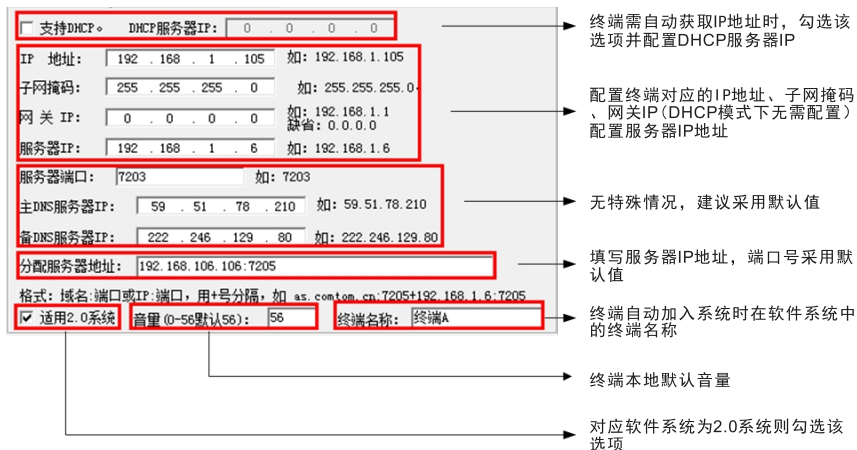 支持DHCP。 DHCP服务器IP: 0 . 0 . 0 . 0
终端需自动获取IP地址时，勾选该
选项并配置DHCP服务器IP
IP 地址: 192 . 168 . 1 . 105 如: 192.168.1.105
子网掩码: 255 . 255 . 255 . 0 如: 255.255.255.0
网 关 IP: 0 . 0 . 0 . 0 如: 192.168.1.1
缺省: 0.0.0.0
服务器IP: 192 . 168 . 1 . 6 如: 192.168.1.6
配置终端对应的IP地址、子网掩码
、网关IP(DHCP模式下无需配置)
配置服务器IP地址
服务器端口: 7203 如: 7203
主DNS服务器IP: 59 . 51 . 78 . 210 如: 59.51.78.210
备DNS服务器IP: 222 . 246 . 129 . 80 如: 222.246.129.80
无特殊情况，建议采用默认值
分配服务器地址: 192.168.106.106:7205
填写服务器IP地址，端口号采用默
认值
格式: 域名:端口或IP:端口, 用+号分隔, 如 as.comtom.cn:7205+192.168.1.6:7205
适用2.0系统 音量(0-56默认56): 56 终端名称: 终端A
终端自动加入系统时在软件系统中
的终端名称
终端本地默认音量
对应软件系统为2.0系统则勾选该
选项